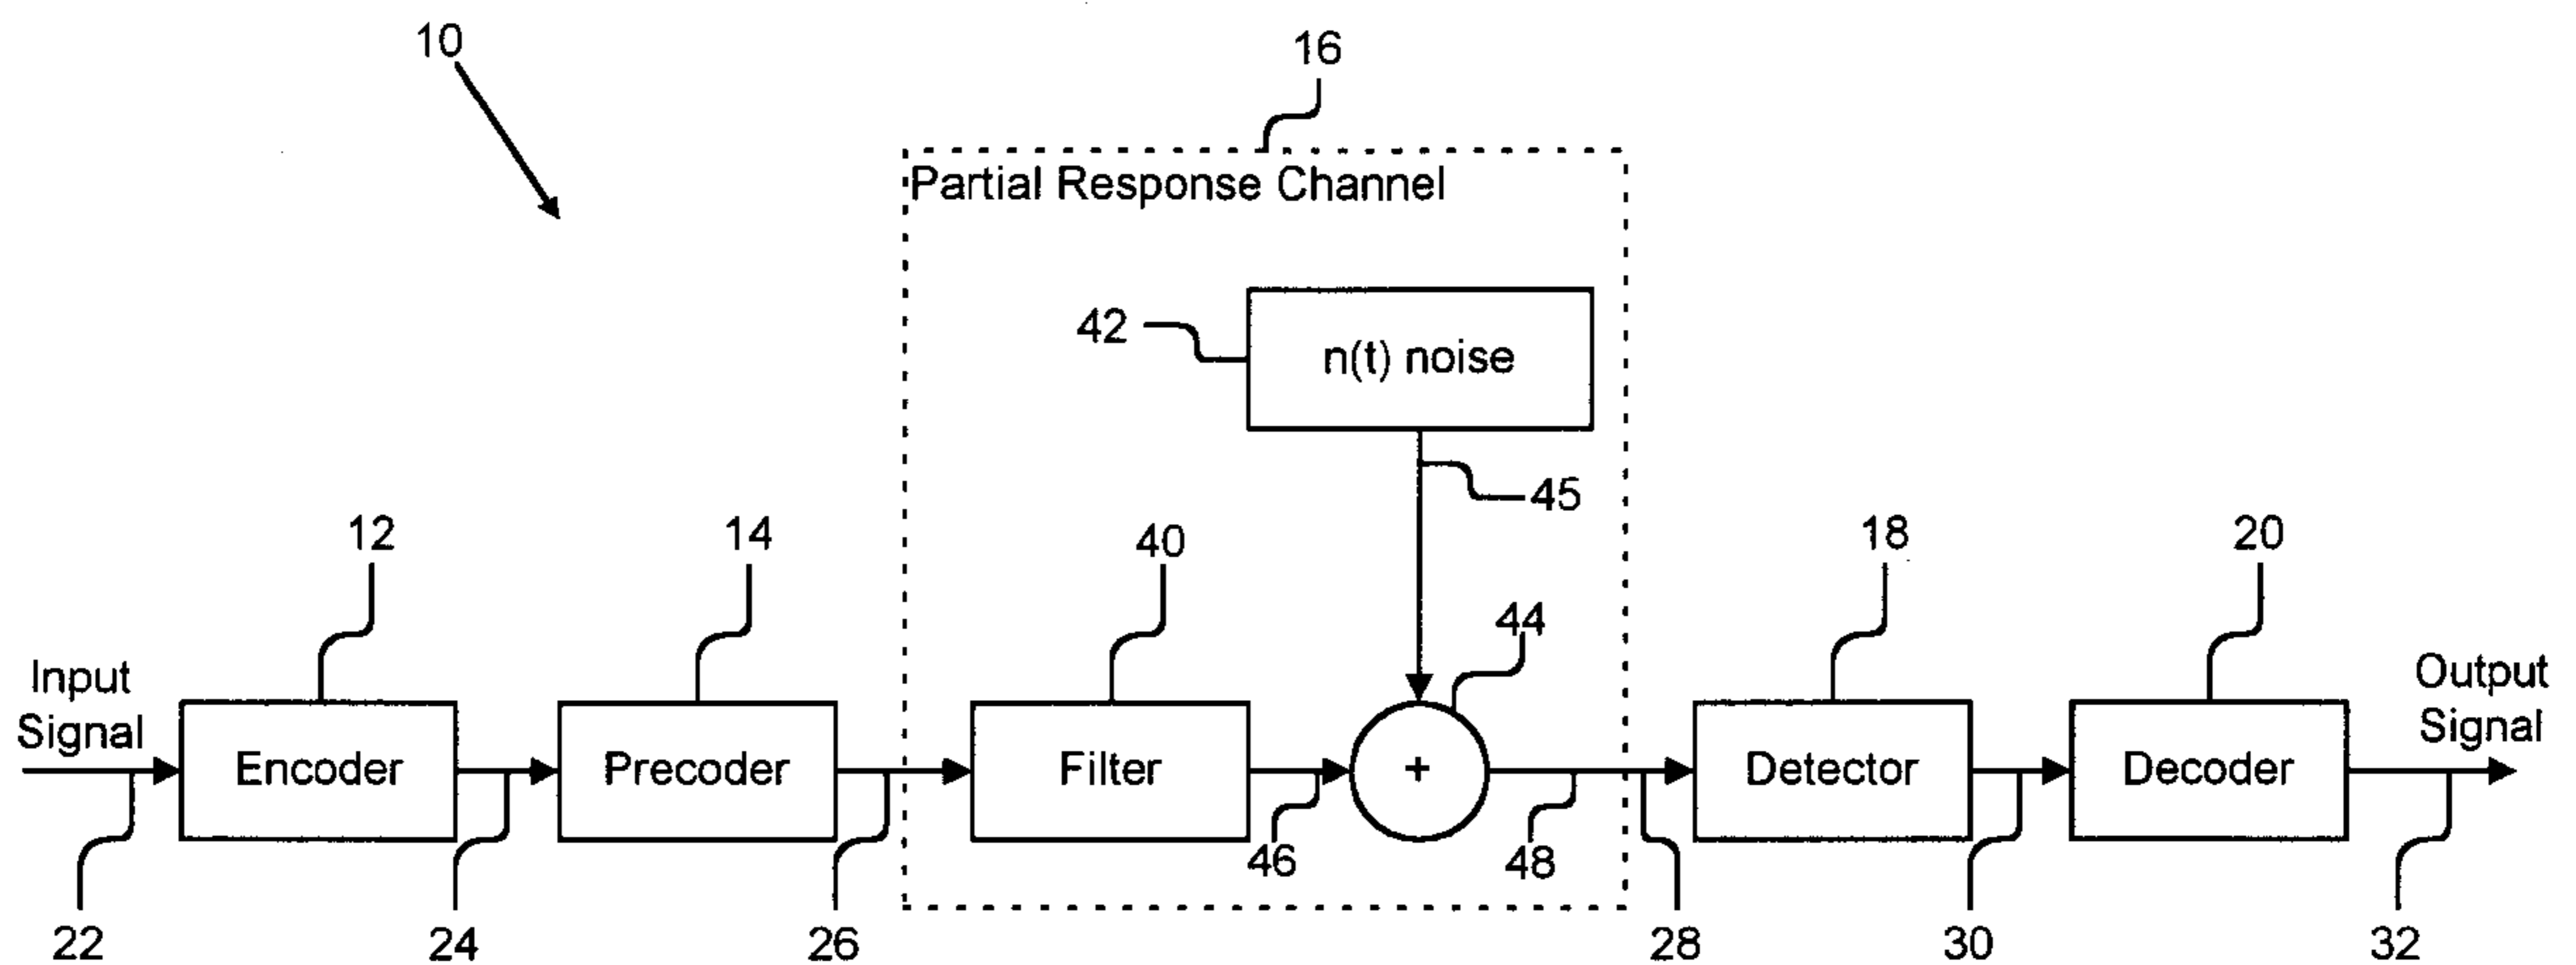 10
16
Partial Response Channel
42
n(t) noise
45
12
14
40
44
18
20
Input
Signal
Encoder
Precoder
Filter
+
Detector
Decoder
Output
Signal
46
48
22
24
26
28
30
32